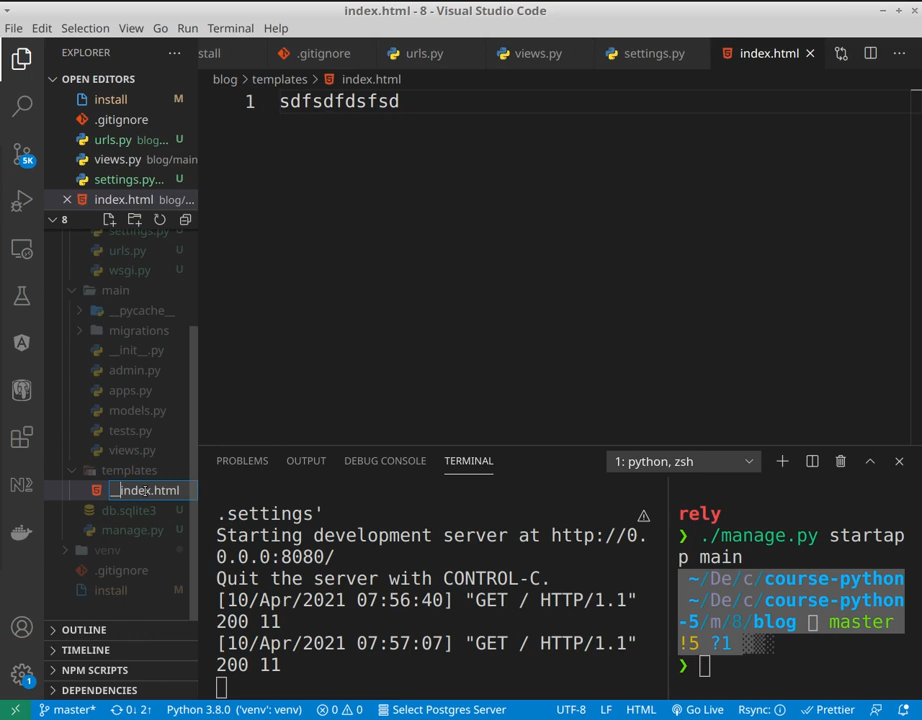 index.html - 8 - Visual Studio Code
File Edit Selection View Go Run Terminal Help
EXPLORER
stall .gitignore urls.py views.py settings.py index.html
OPEN EDITORS
blog > templates > index.html
install M
1 sdfsdfdsfsd
.gitignore
urls.py blog... U
views.py blog/main
settings.py... U
index.html blog/...
8
settings.py U
urls.py U
wsgi.py U
main
__pycache__
migrations
__init__.py
admin.py
apps.py
models.py
tests.py
views.py
templates
__index.html
db.sqlite3 U
manage.py U
venv
.gitignore
install M
OUTLINE
TIMELINE
NPM SCRIPTS
DEPENDENCIES
5K
1
PROBLEMS OUTPUT DEBUG CONSOLE TERMINAL 1: python, zsh
.settings'
Starting development server at http://0.
0.0.0:8080/
Quit the server with CONTROL-C.
[10/Apr/2021 07:56:40] "GET / HTTP/1.1"
200 11
[10/Apr/2021 07:57:07] "GET / HTTP/1.1"
200 11
rely
❯ ./manage.py startap
p main
~/De/c/course-python
~/De/c/course-python
-5/m/8/blog master
!5 ?1
❯
master* 0↓ 2↑ Python 3.8.0 ('venv': venv) 0 0 Select Postgres Server UTF-8 LF HTML Go Live Rsync: Prettier